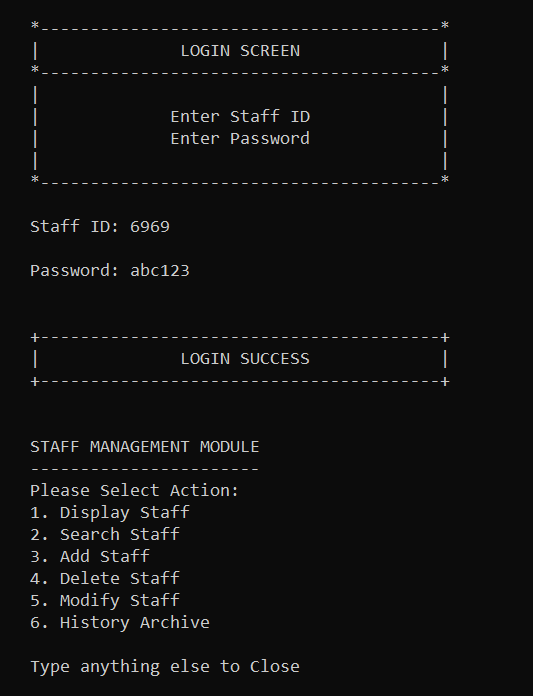 *----------------------------------------*
| LOGIN SCREEN |
*----------------------------------------*
| |
| Enter Staff ID |
| Enter Password |
| |
*----------------------------------------*
Staff ID: 6969
Password: abc123
+----------------------------------------+
| LOGIN SUCCESS |
+----------------------------------------+
STAFF MANAGEMENT MODULE
-----------------------
Please Select Action:
1. Display Staff
2. Search Staff
3. Add Staff
4. Delete Staff
5. Modify Staff
6. History Archive
Type anything else to Close